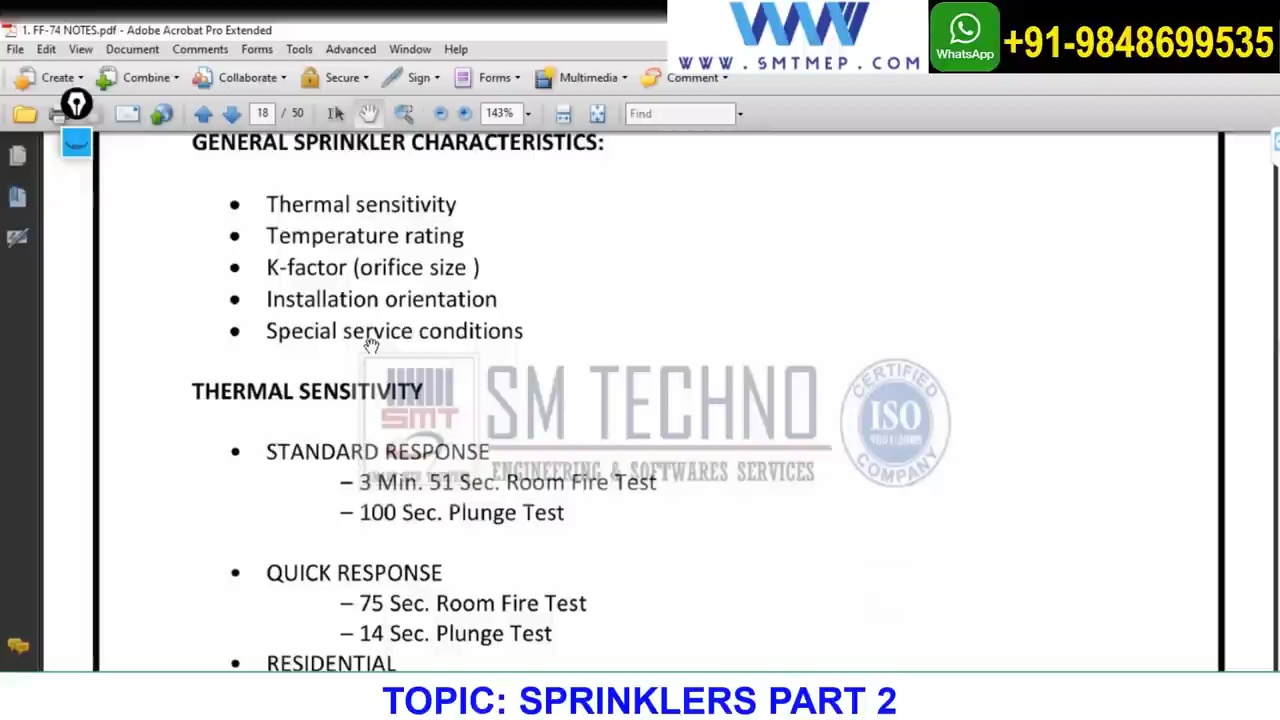 1. FF-74 NOTES.pdf - Adobe Acrobat Pro Extended
File Edit View Document Comments Forms Tools Advanced Window Help
WWW.SMTMEP.COM
WhatsApp
+91-9848699535
Create Combine Collaborate Secure Sign Forms Multimedia Comment
18 / 50 143% Find
GENERAL SPRINKLER CHARACTERISTICS:
• Thermal sensitivity
• Temperature rating
• K-factor (orifice size )
• Installation orientation
• Special service conditions
THERMAL SENSITIVITY
SMT
SM TECHNO
ENGINEERING & SOFTWARES SERVICES
CERTIFIED
ISO
9001:2008
COMPANY
• STANDARD RESPONSE
– 3 Min. 51 Sec. Room Fire Test
– 100 Sec. Plunge Test
• QUICK RESPONSE
– 75 Sec. Room Fire Test
– 14 Sec. Plunge Test
• RESIDENTIAL
TOPIC: SPRINKLERS PART 2